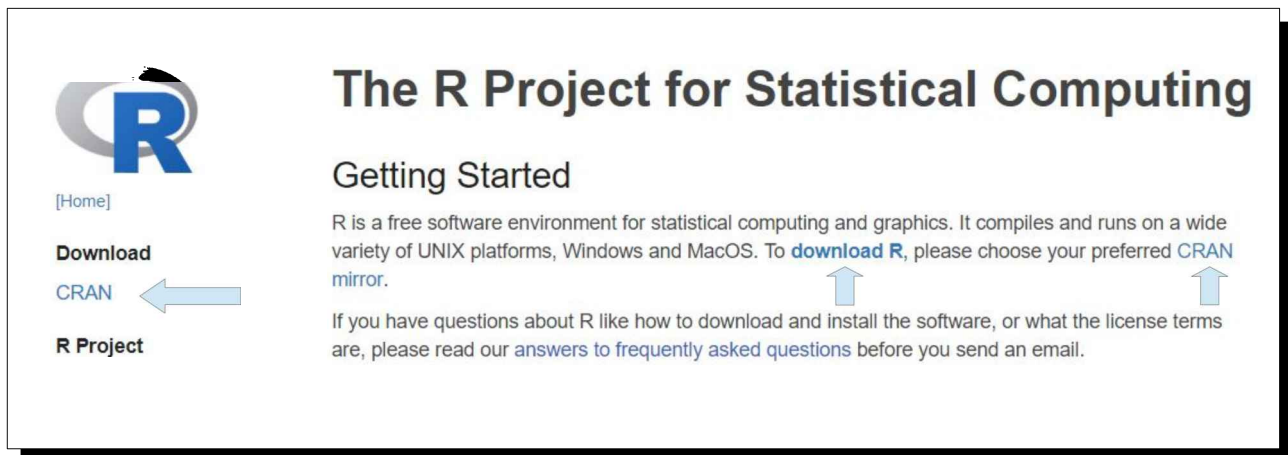 R
[Home]
Download
CRAN
R Project
The R Project for Statistical Computing
Getting Started
R is a free software environment for statistical computing and graphics. It compiles and runs on a wide
variety of UNIX platforms, Windows and MacOS. To download R, please choose your preferred CRAN
mirror.
If you have questions about R like how to download and install the software, or what the license terms
are, please read our answers to frequently asked questions before you send an email.